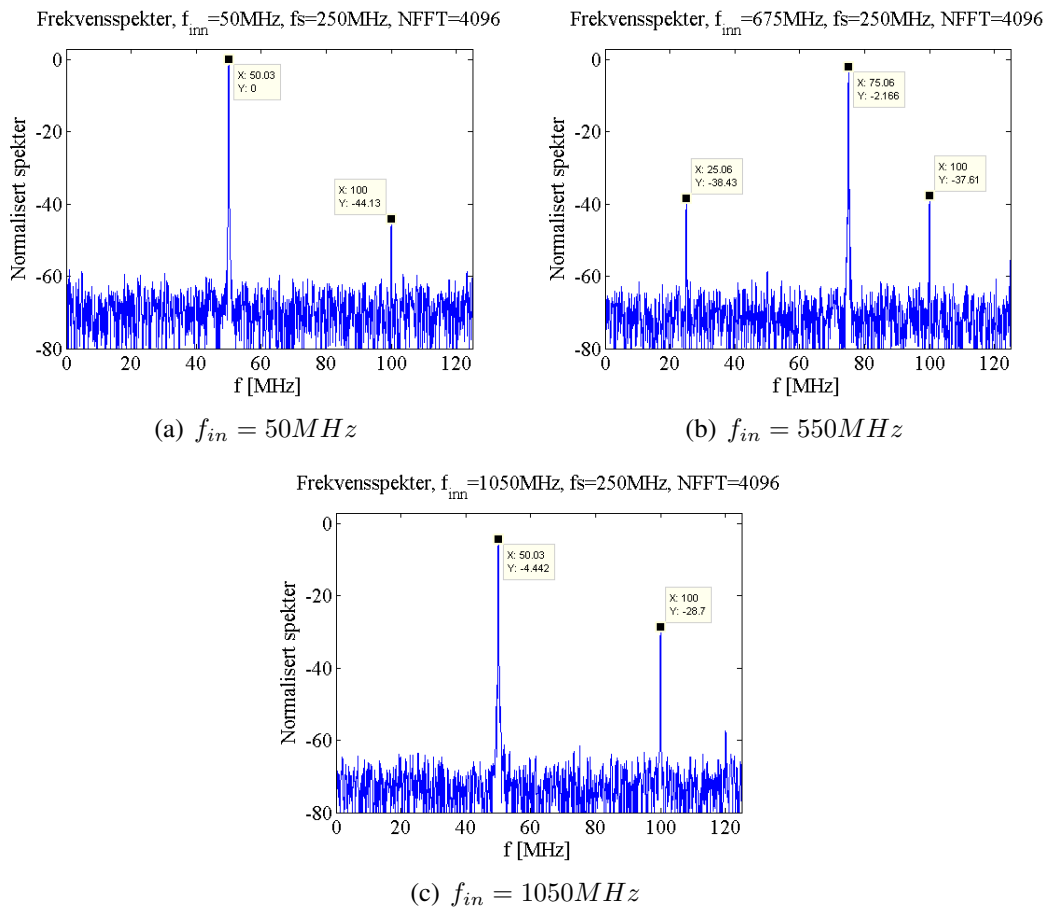 Frekvensspekter, f_inn=50MHz, fs=250MHz, NFFT=4096
Normalisert spekter
0
-20
-40
-60
-80
X: 50.03
Y: 0
X: 100
Y: -44.13
0 20 40 60 80 100 120
f [MHz]
(a) f_in = 50MHz
Frekvensspekter, f_inn=675MHz, fs=250MHz, NFFT=4096
Normalisert spekter
0
-20
-40
-60
-80
X: 75.06
Y: -2.166
X: 25.06
Y: -38.43
X: 100
Y: -37.61
0 20 40 60 80 100 120
f [MHz]
(b) f_in = 550MHz
Frekvensspekter, f_inn=1050MHz, fs=250MHz, NFFT=4096
Normalisert spekter
0
-20
-40
-60
-80
X: 50.03
Y: -4.442
X: 100
Y: -28.7
0 20 40 60 80 100 120
f [MHz]
(c) f_in = 1050MHz